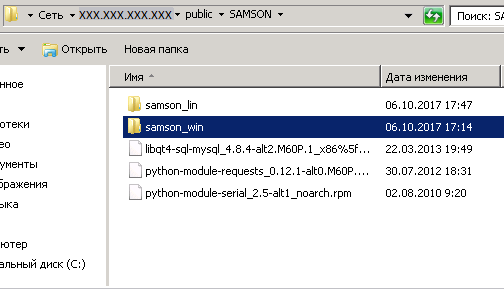 Сеть XXX.XXX.XXX.XXX public SAMSON Поиск: SA
ть Открыть Новая папка
Имя Дата изменения
samson_lin 06.10.2017 17:47
samson_win 06.10.2017 17:14
libqt4-sql-mysql_4.8.4-alt2.M60P.1_x86%5f... 22.03.2013 19:49
python-module-requests_0.12.1-alt0.M60P.... 30.07.2012 18:31
python-module-serial_2.5-alt1_noarch.rpm 02.08.2010 9:20
нное
отеки
ео
ументы
бражения
ыка
ютер
альный диск (C:)